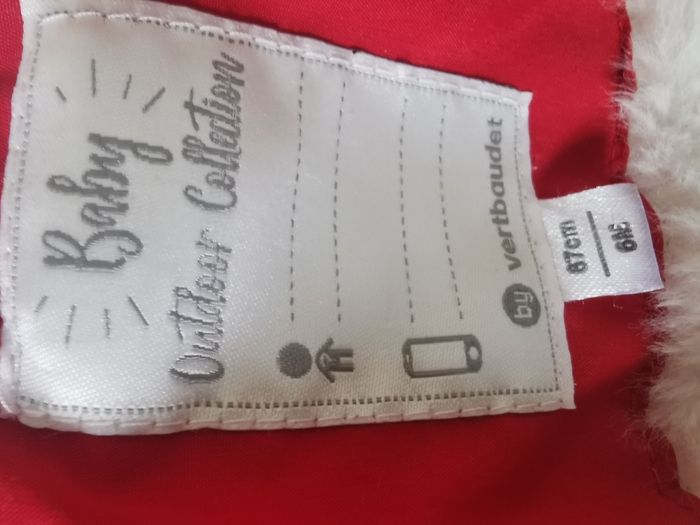 Baby
Outdoor Collection
by vertbaudet
67cm
6M